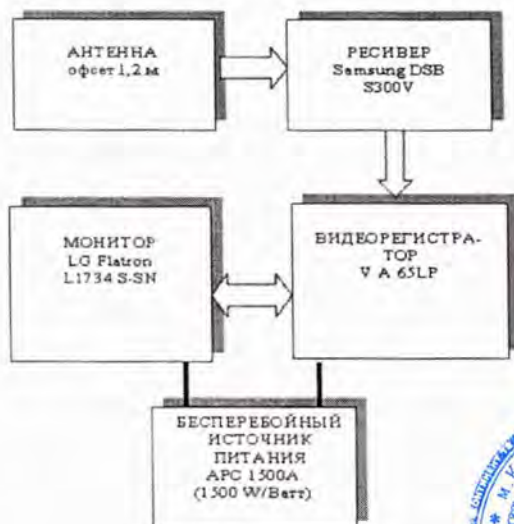 АНТЕННА
офсет 1,2 м
РЕСИВЕР
Samsung DSB
S300V
МОНИТОР
LG Flatron
L1734 S-SN
ВИДЕОРЕГИСТРА-
ТОР
V A 65LP
БЕСПЕРЕБОЙНЫЙ
ИСТОЧНИК
ПИТАНИЯ
APC 1500A
(1500 W/Ватт)